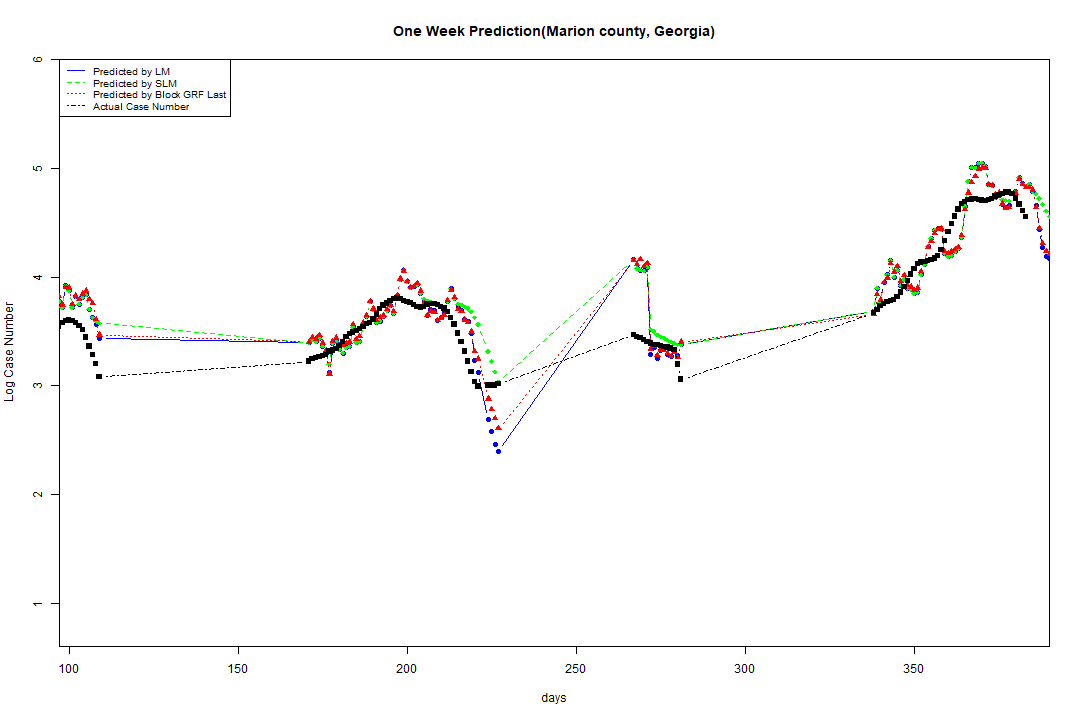 One Week Prediction(Marion county, Georgia)
Predicted by LM
Predicted by SLM
Predicted by Block GRF Last
Actual Case Number
6
5
4
3
2
1
Log Case Number
100 150 200 250 300 350
days